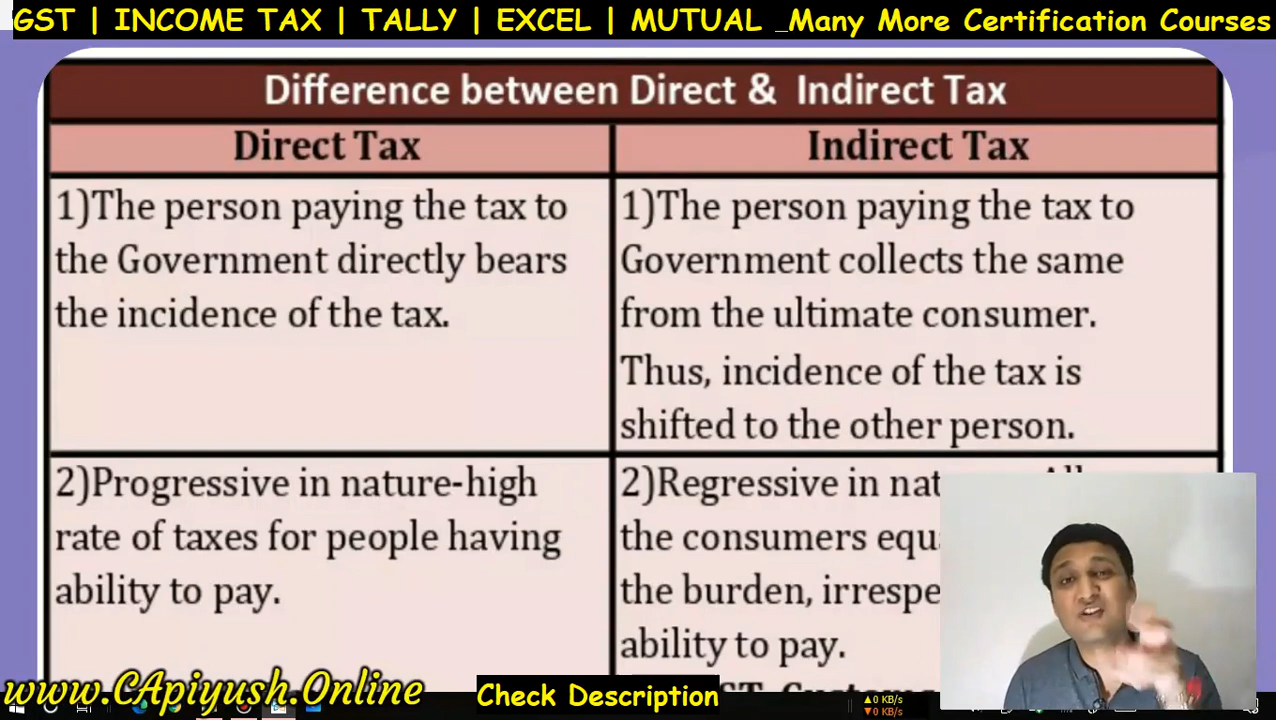 GST | INCOME TAX | TALLY | EXCEL | MUTUAL _Many More Certification Courses
Difference between Direct & Indirect Tax
Direct Tax
Indirect Tax
1)The person paying the tax to
the Government directly bears
the incidence of the tax.
1)The person paying the tax to
Government collects the same
from the ultimate consumer.
Thus, incidence of the tax is
shifted to the other person.
2)Progressive in nature-high
rate of taxes for people having
ability to pay.
2)Regressive in
the consumers
the burden,
ability to pay.
www.CApiyush.Online
Check Description
▲0 KB/s
▼0 KB/s